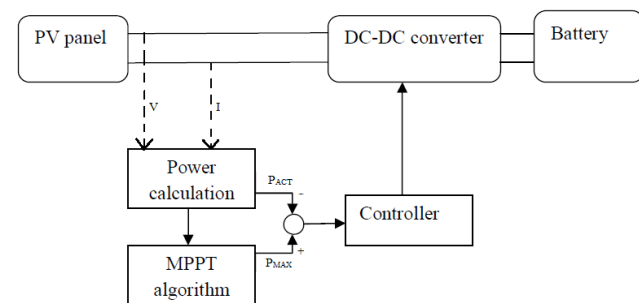 PV panel
DC-DC converter
Battery
V
I
Power
calculation
PACT
-
Controller
+
PMAX
MPPT
algorithm